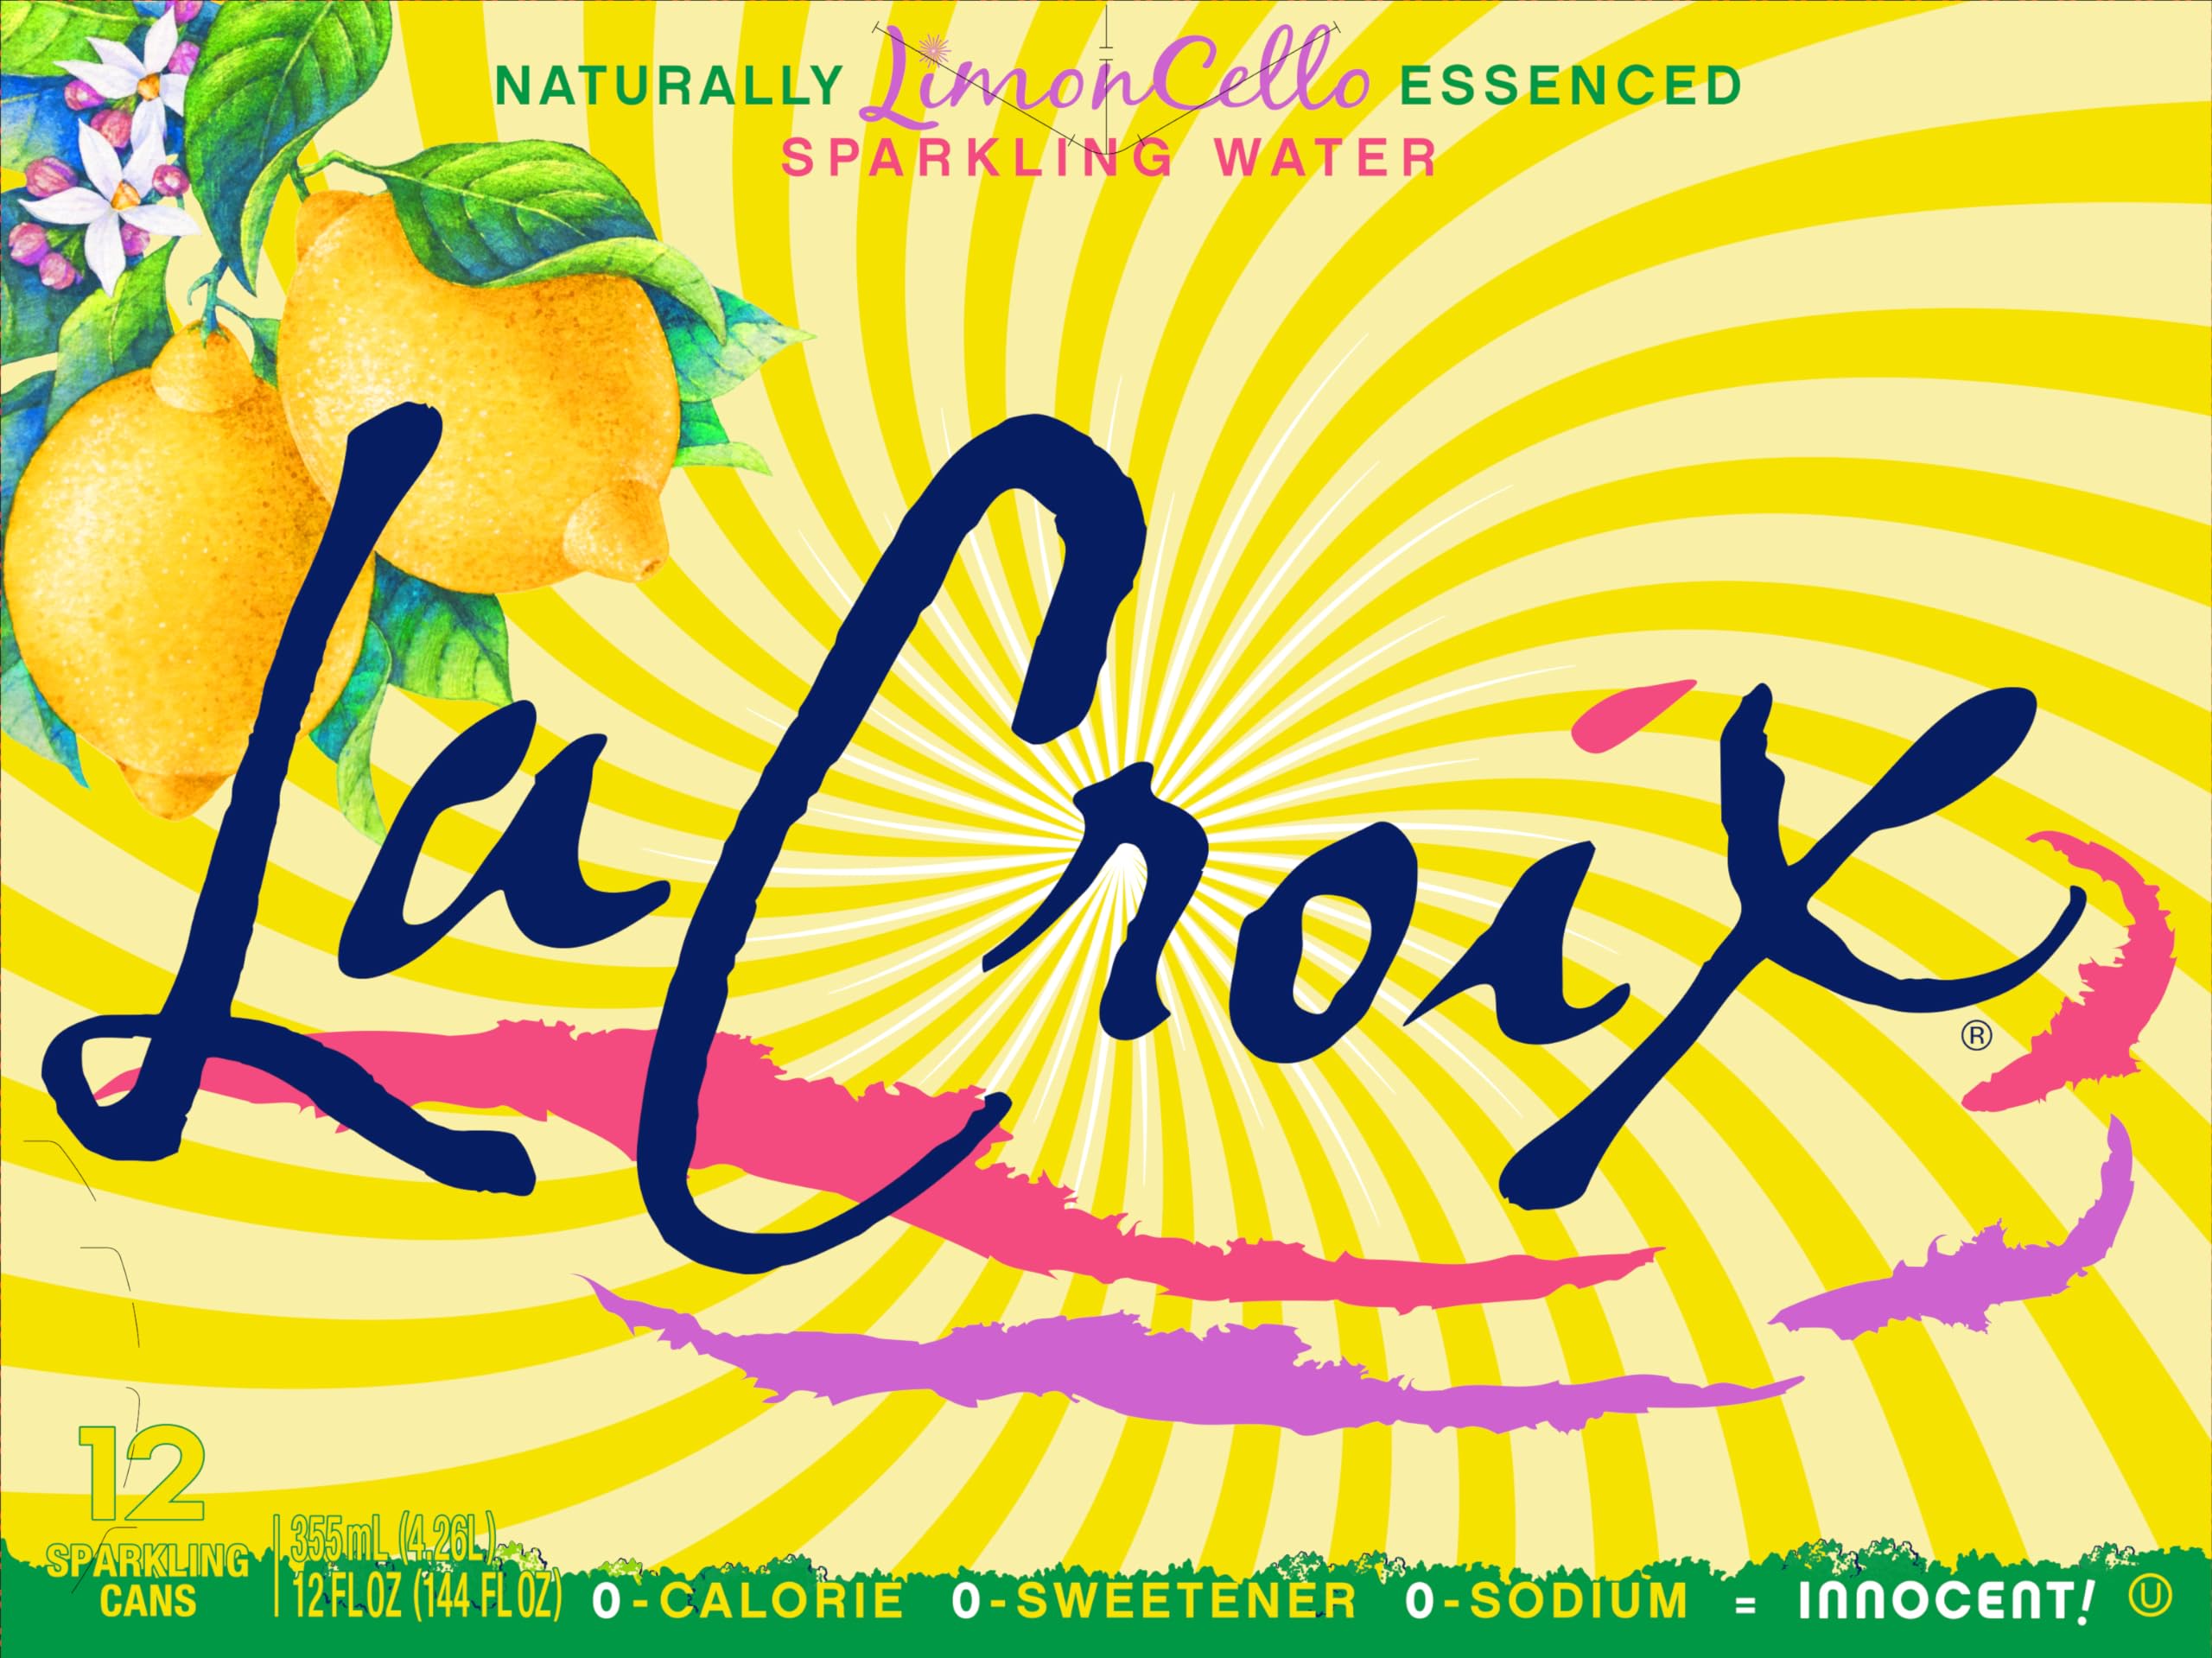 NATURALLY LimonCello ESSENCED
SPARKLING WATER
LaCroix®
12
SPARKLING
CANS
355mL (4.26L)
12 FL OZ (144 FL OZ)
0-CALORIE 0-SWEETENER 0-SODIUM = INNOCENT! U